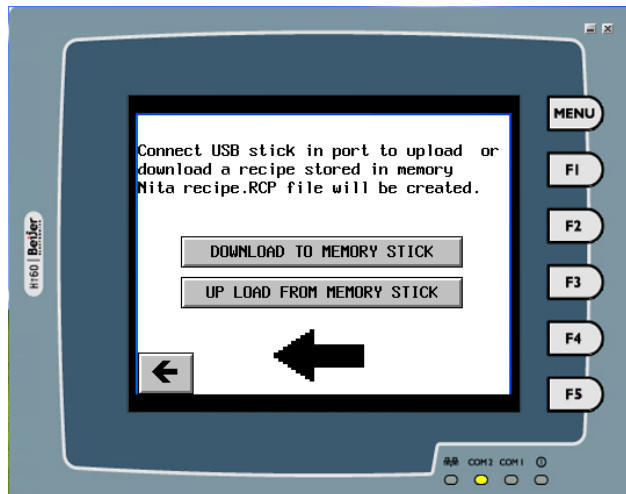 MENU
Connect USB stick in port to upload or
download a recipe stored in memory
Nita recipe.RCP file will be created.
F1
F2
DOWNLOAD TO MEMORY STICK
UP LOAD FROM MEMORY STICK
F3
F4
F5
H160 | Beijer
COM2 COM1